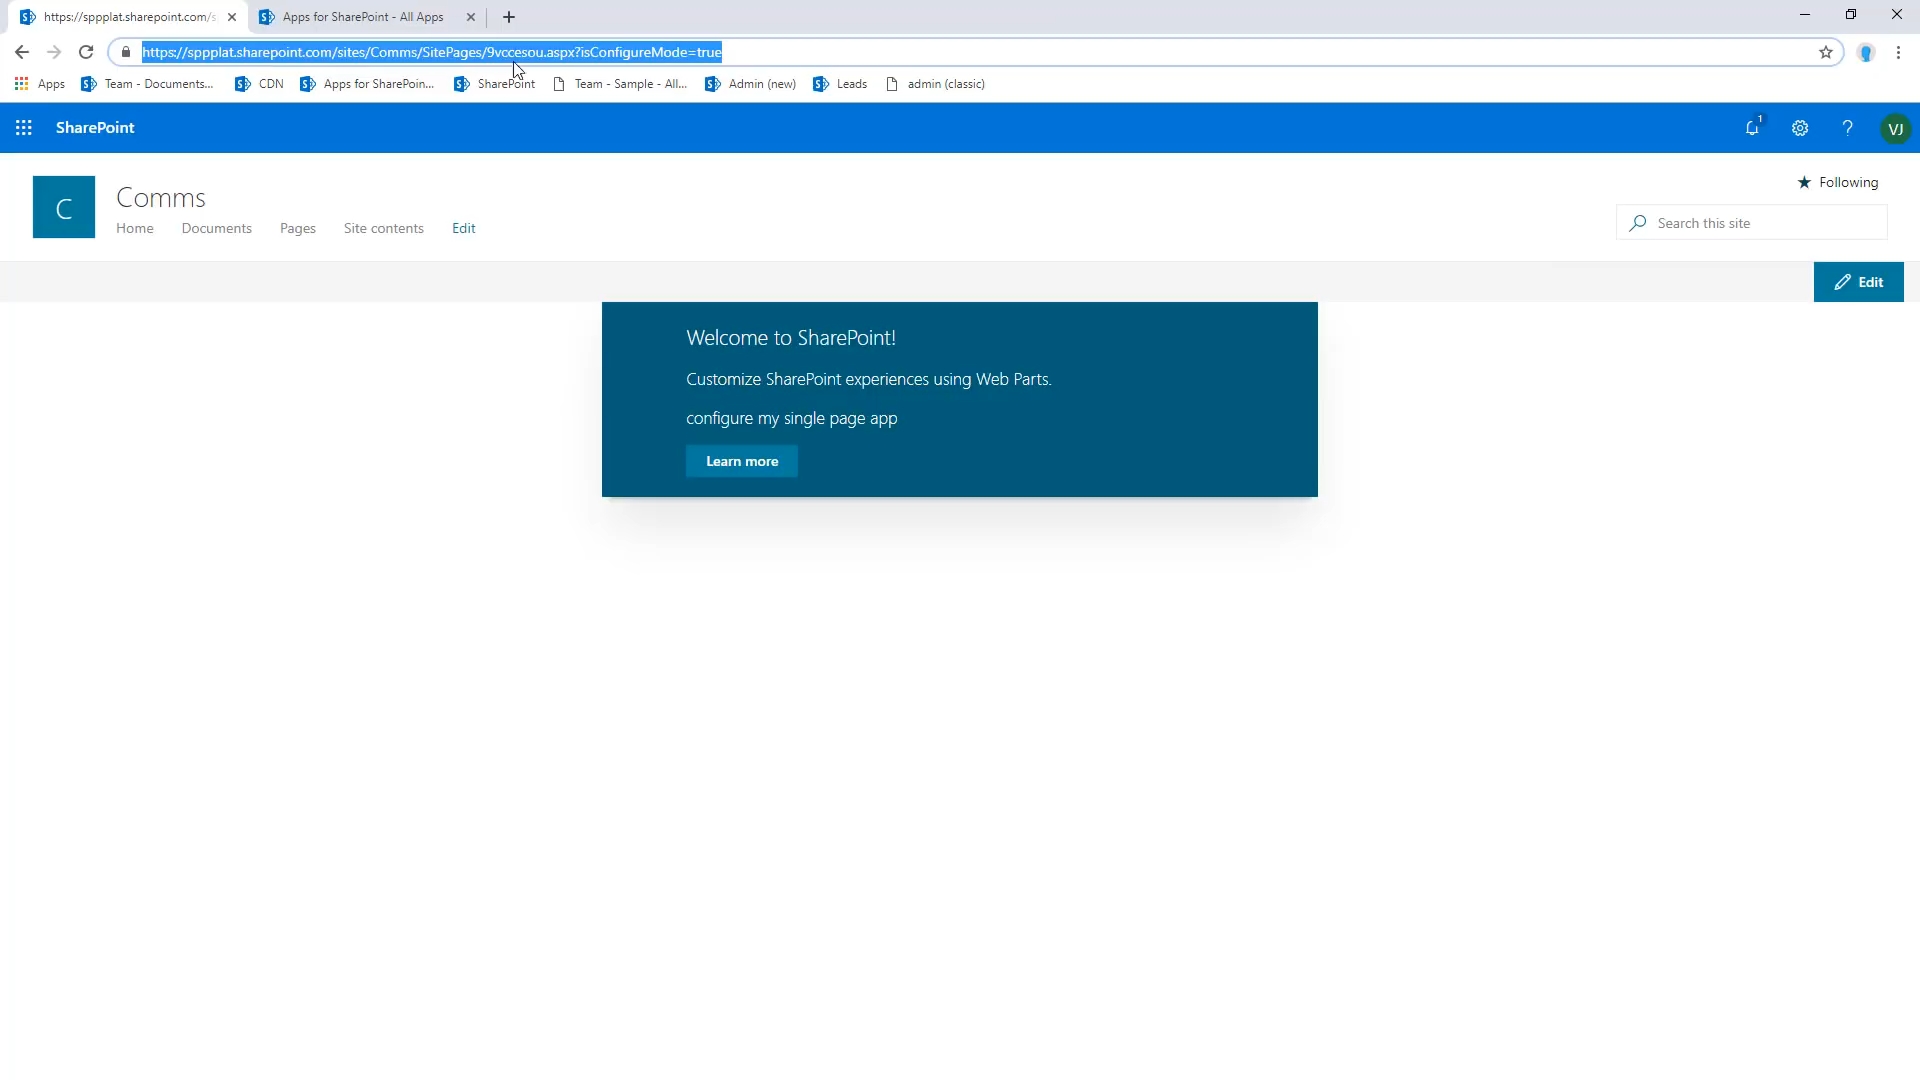 https://sppplat.sharepoint.com/s
Apps for SharePoint - All Apps
https://sppplat.sharepoint.com/sites/Comms/SitePages/9vccesou.aspx?isConfigureMode=true
Apps Team - Documents... CDN Apps for SharePoin... SharePoint Team - Sample - All... Admin (new) Leads admin (classic)
SharePoint 1 ? VJ
C Comms Following
Home Documents Pages Site contents Edit Search this site
Edit
Welcome to SharePoint!
Customize SharePoint experiences using Web Parts.
configure my single page app
Learn more